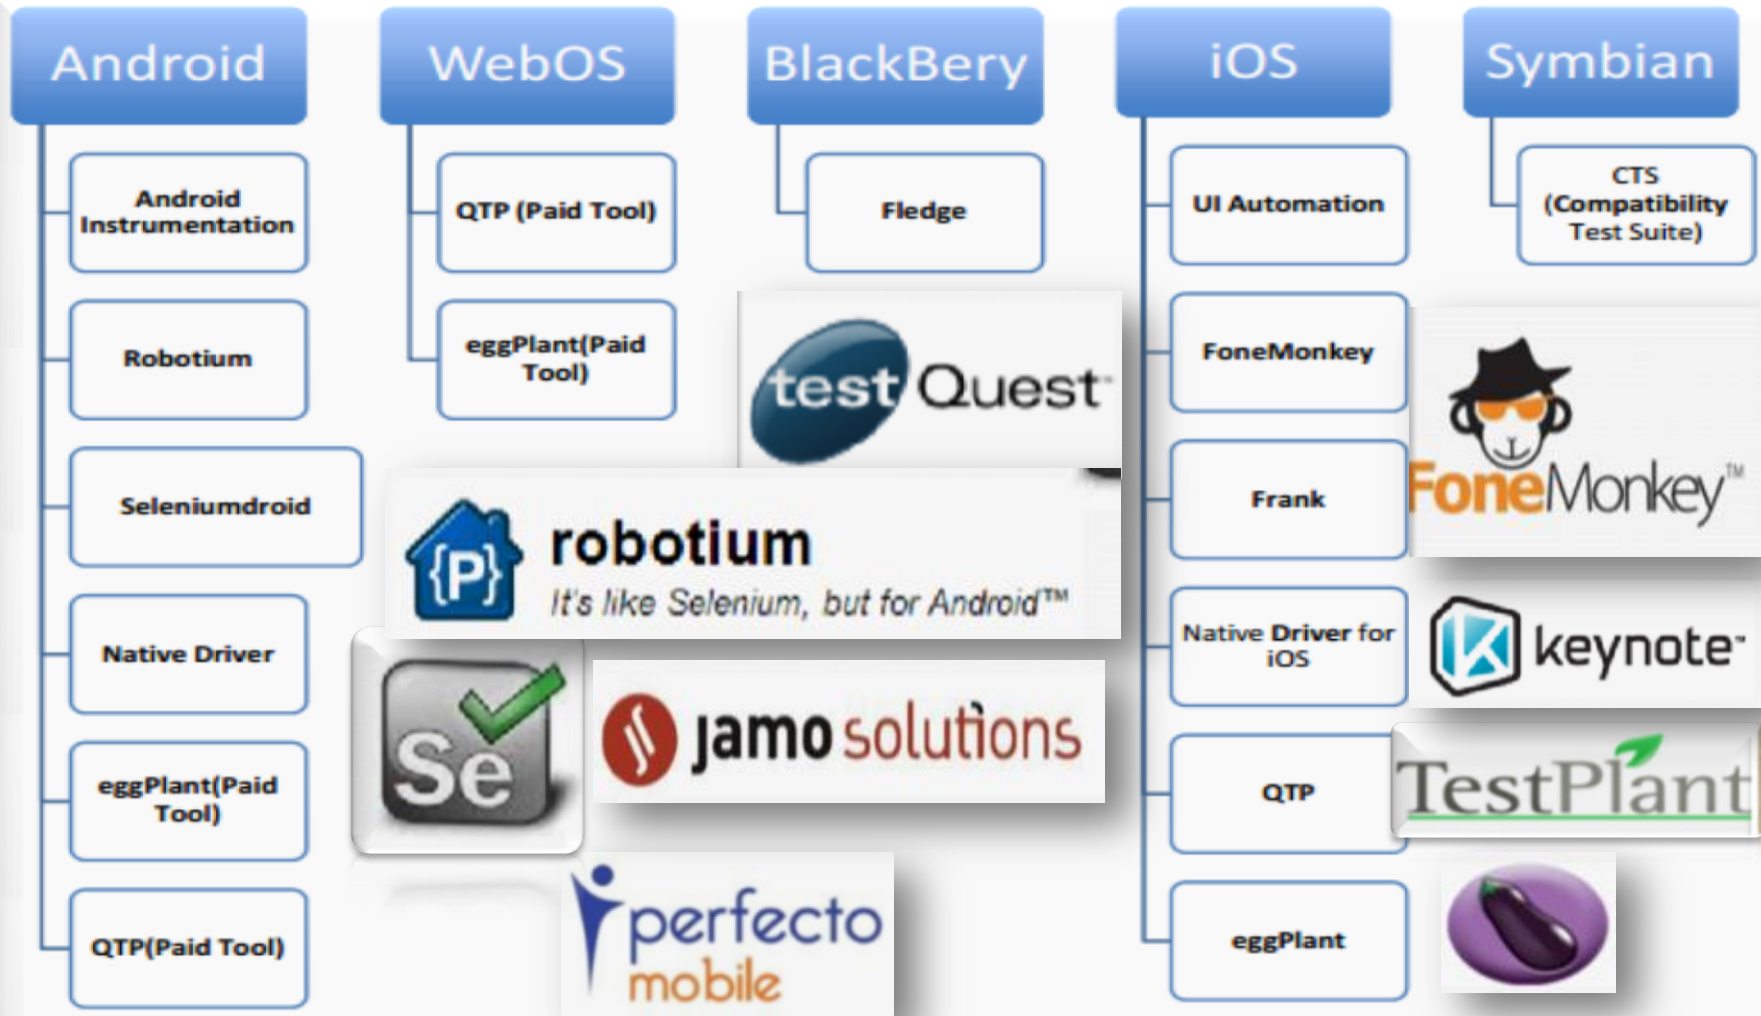 Android
Android
Instrumentation
Robotium
Seleniumdroid
Native Driver
eggPlant(Paid
Tool)
QTP(Paid Tool)
WebOS
QTP (Paid Tool)
eggPlant(Paid
Tool)
BlackBery
Fledge
iOS
UI Automation
FoneMonkey
Frank
Native Driver for
iOS
QTP
eggPlant
Symbian
CTS
(Compatibility
Test Suite)
test Quest™
robotium
It's like Selenium, but for Android™
{P}
Se
jamo solutions
perfecto
mobile
FoneMonkey™
keynote™
TestPlant